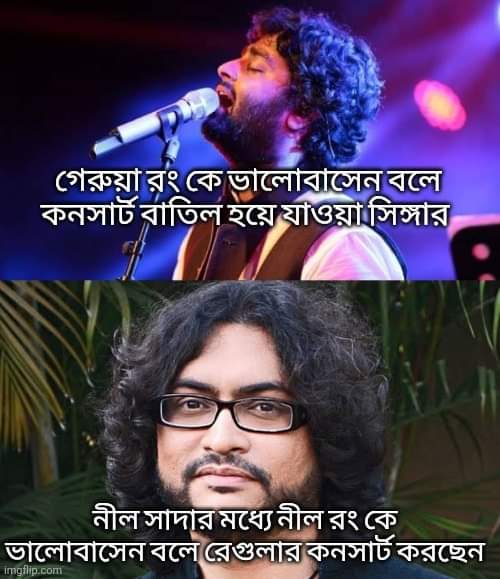 গেরুয়া রং কে ভালোবাসেন বলে
কনসার্ট বাতিল হয়ে যাওয়া সিঙ্গার
নীল সাদার মধ্যে নীল রং কে
ভালোবাসেন বলে রেগুলার কনসার্ট করছেন
imgflip.com